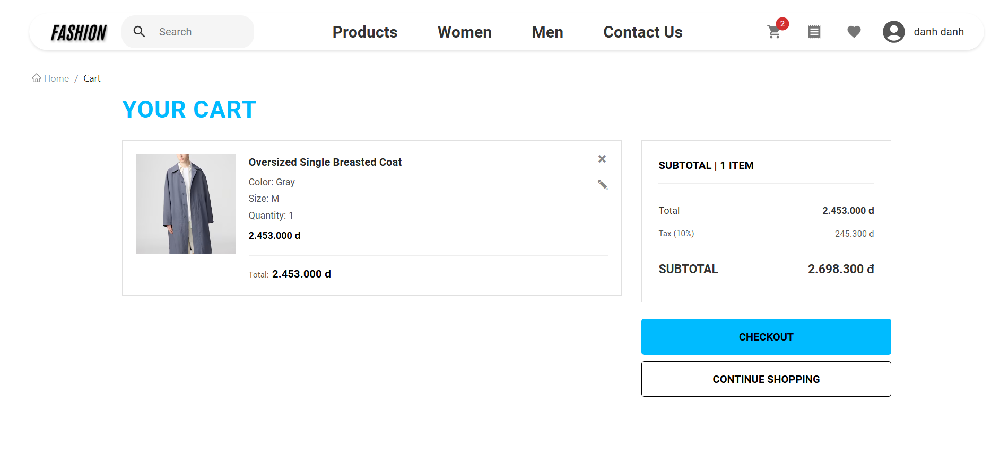 FASHION
Search
Products
Women
Men
Contact Us
2
danh danh
Home / Cart
YOUR CART
Oversized Single Breasted Coat
Color: Gray
Size: M
Quantity: 1
2.453.000 đ
Total: 2.453.000 đ
SUBTOTAL | 1 ITEM
Total 2.453.000 đ
Tax (10%) 245.300 đ
SUBTOTAL 2.698.300 đ
CHECKOUT
CONTINUE SHOPPING